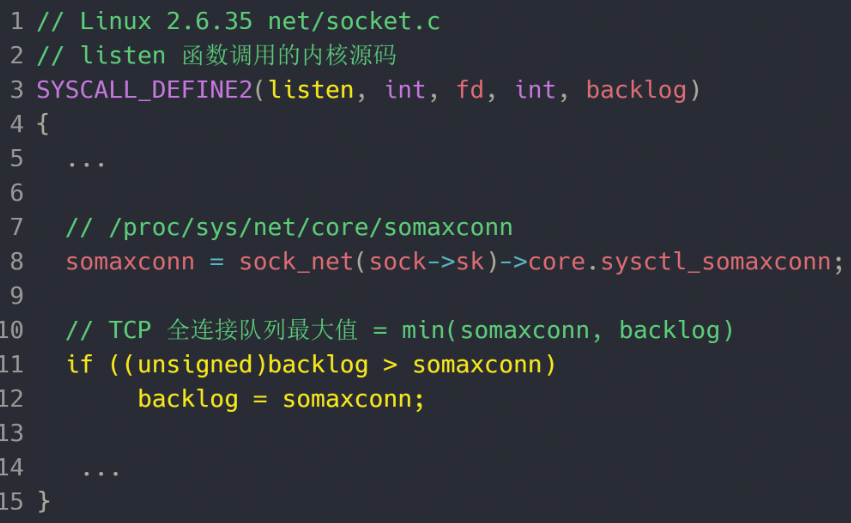 1 // Linux 2.6.35 net/socket.c
2 // listen 函数调用的内核源码
3 SYSCALL_DEFINE2(listen, int, fd, int, backlog)
4 {
5   ...
6
7   // /proc/sys/net/core/somaxconn
8   somaxconn = sock_net(sock->sk)->core.sysctl_somaxconn;
9
10   // TCP 全连接队列最大值 = min(somaxconn, backlog)
11   if ((unsigned)backlog > somaxconn)
12        backlog = somaxconn;
13
14    ...
15 }